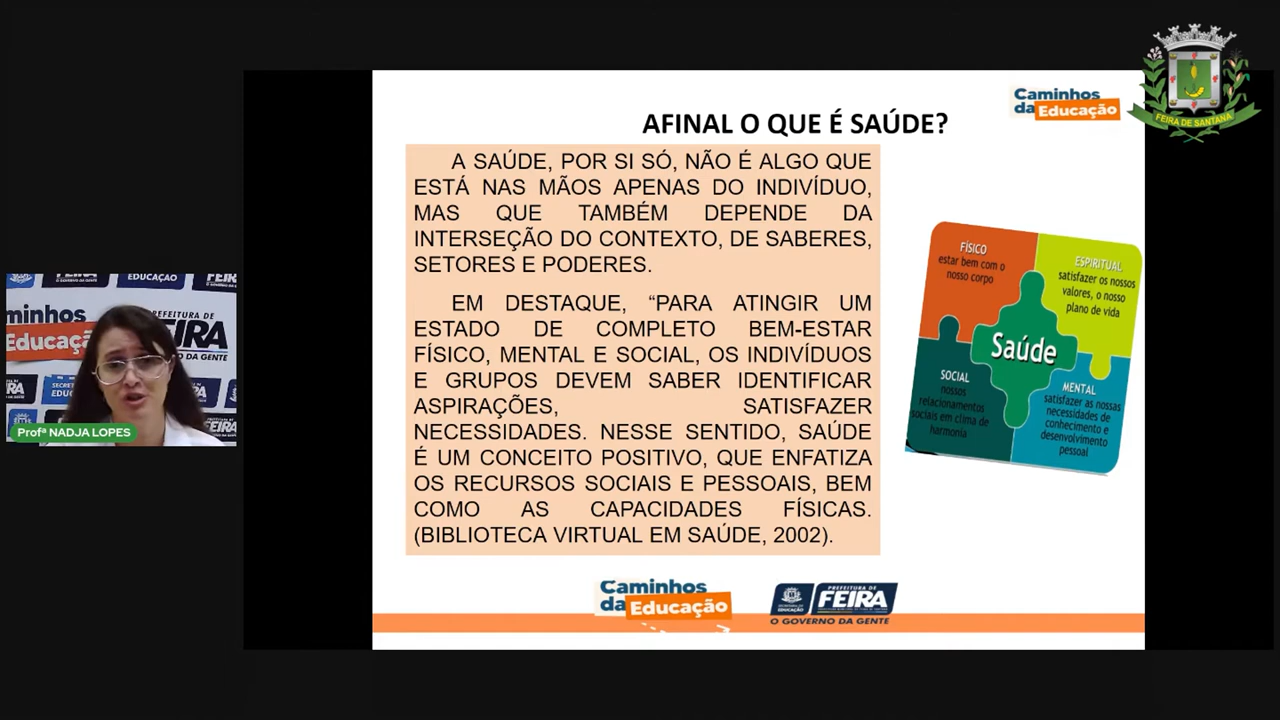 FEIRA DE SANTANA
Caminhos
da Educação
AFINAL O QUE É SAÚDE?
A SAÚDE, POR SI SÓ, NÃO É ALGO QUE
ESTÁ NAS MÃOS APENAS DO INDIVÍDUO,
MAS QUE TAMBÉM DEPENDE DA
INTERSEÇÃO DO CONTEXTO, DE SABERES,
SETORES E PODERES.
EM DESTAQUE, “PARA ATINGIR UM
ESTADO DE COMPLETO BEM-ESTAR
FÍSICO, MENTAL E SOCIAL, OS INDIVÍDUOS
E GRUPOS DEVEM SABER IDENTIFICAR
ASPIRAÇÕES, SATISFAZER
NECESSIDADES. NESSE SENTIDO, SAÚDE
É UM CONCEITO POSITIVO, QUE ENFATIZA
OS RECURSOS SOCIAIS E PESSOAIS, BEM
COMO AS CAPACIDADES FÍSICAS.
(BIBLIOTECA VIRTUAL EM SAÚDE, 2002).
FÍSICO
estar bem com o
nosso corpo
ESPIRITUAL
satisfazer os nossos
valores, o nosso
plano de vida
Saúde
SOCIAL
nossos
relacionamentos
sociais em clima de
harmonia
MENTAL
satisfazer as nossas
necessidades de
conhecimento e
desenvolvimento
pessoal
Profª NADJA LOPES
Caminhos
da Educação
PREFEITURA DE
FEIRA
O GOVERNO DA GENTE